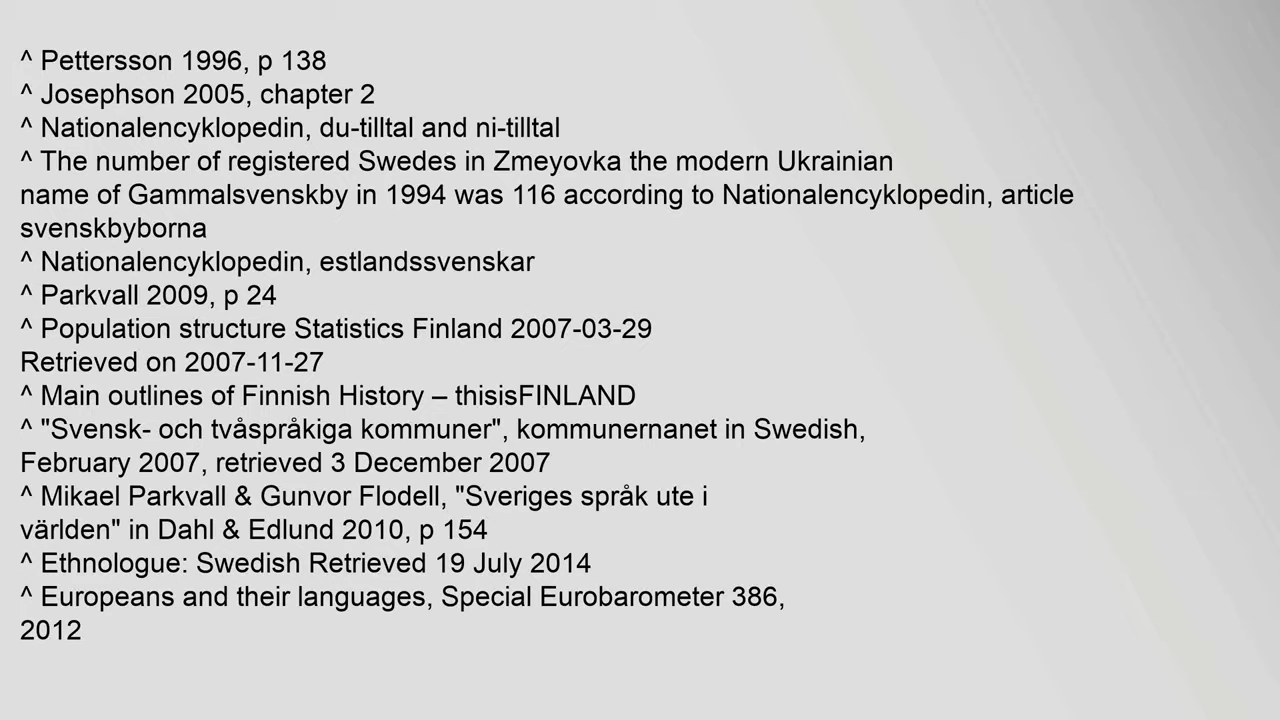 ^ Pettersson 1996, p 138
^ Josephson 2005, chapter 2
^ Nationalencyklopedin, du-tilltal and ni-tilltal
^ The number of registered Swedes in Zmeyovka the modern Ukrainian
name of Gammalsvenskby in 1994 was 116 according to Nationalencyklopedin, article
svenskbyborna
^ Nationalencyklopedin, estlandssvenskar
^ Parkvall 2009, p 24
^ Population structure Statistics Finland 2007-03-29
Retrieved on 2007-11-27
^ Main outlines of Finnish History – thisisFINLAND
^ "Svensk- och tvåspråkiga kommuner", kommunernanet in Swedish,
February 2007, retrieved 3 December 2007
^ Mikael Parkvall & Gunvor Flodell, "Sveriges språk ute i
världen" in Dahl & Edlund 2010, p 154
^ Ethnologue: Swedish Retrieved 19 July 2014
^ Europeans and their languages, Special Eurobarometer 386,
2012